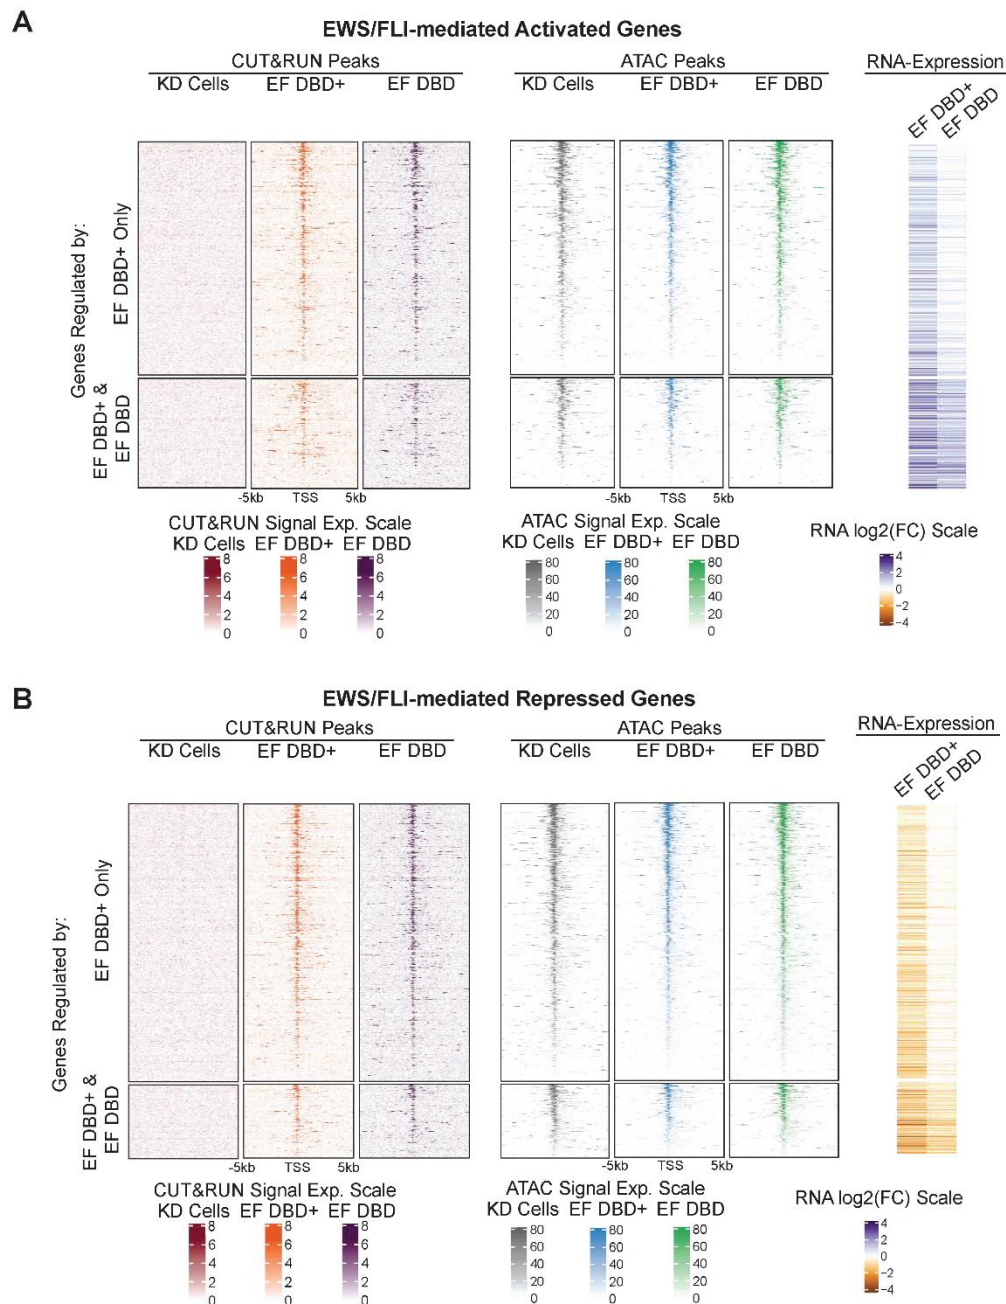 A
EWS/FLI-mediated Activated Genes
CUT&RUN Peaks
ATAC Peaks
RNA-Expression
KD Cells
EF DBD+
EF DBD
KD Cells
EF DBD+
EF DBD
EF DBD+
EF DBD
Genes Regulated by:
EF DBD+ Only
EF DBD+ &
EF DBD
-5kb TSS 5kb
-5kb TSS 5kb
CUT&RUN Signal Exp. Scale
KD Cells EF DBD+ EF DBD
8 8 8
6 6 6
4 4 4
2 2 2
0 0 0
ATAC Signal Exp. Scale
KD Cells EF DBD+ EF DBD
80 80 80
60 60 60
40 40 40
20 20 20
0 0 0
RNA log2(FC) Scale
4
2
0
−2
−4
B
EWS/FLI-mediated Repressed Genes
CUT&RUN Peaks
ATAC Peaks
RNA-Expression
KD Cells
EF DBD+
EF DBD
KD Cells
EF DBD+
EF DBD
EF DBD+
EF DBD
Genes Regulated by:
EF DBD+ Only
EF DBD+ &
EF DBD
-5kb TSS 5kb
-5kb TSS 5kb
CUT&RUN Signal Exp. Scale
KD Cells EF DBD+ EF DBD
8 8 8
6 6 6
4 4 4
2 2 2
0 0 0
ATAC Signal Exp. Scale
KD Cells EF DBD+ EF DBD
80 80 80
60 60 60
40 40 40
20 20 20
0 0 0
RNA log2(FC) Scale
4
2
0
−2
−4